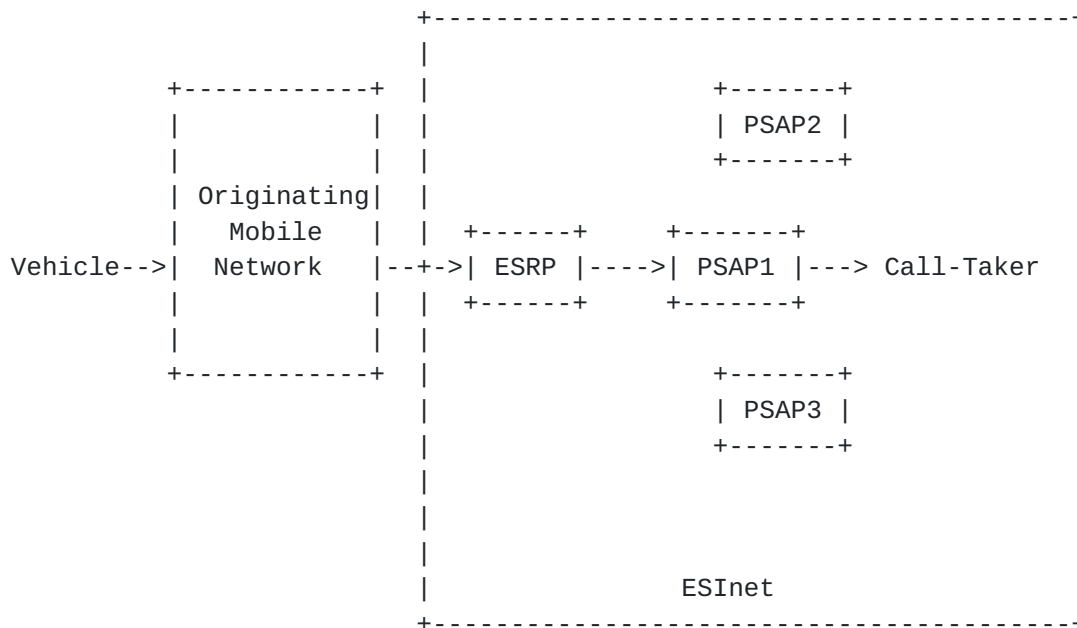 PSAP2
Originating
Mobile
Vehicle-->| Network |--+->| ESRP |---->| PSAP1 |---> Call-Taker
PSAP3
ESInet